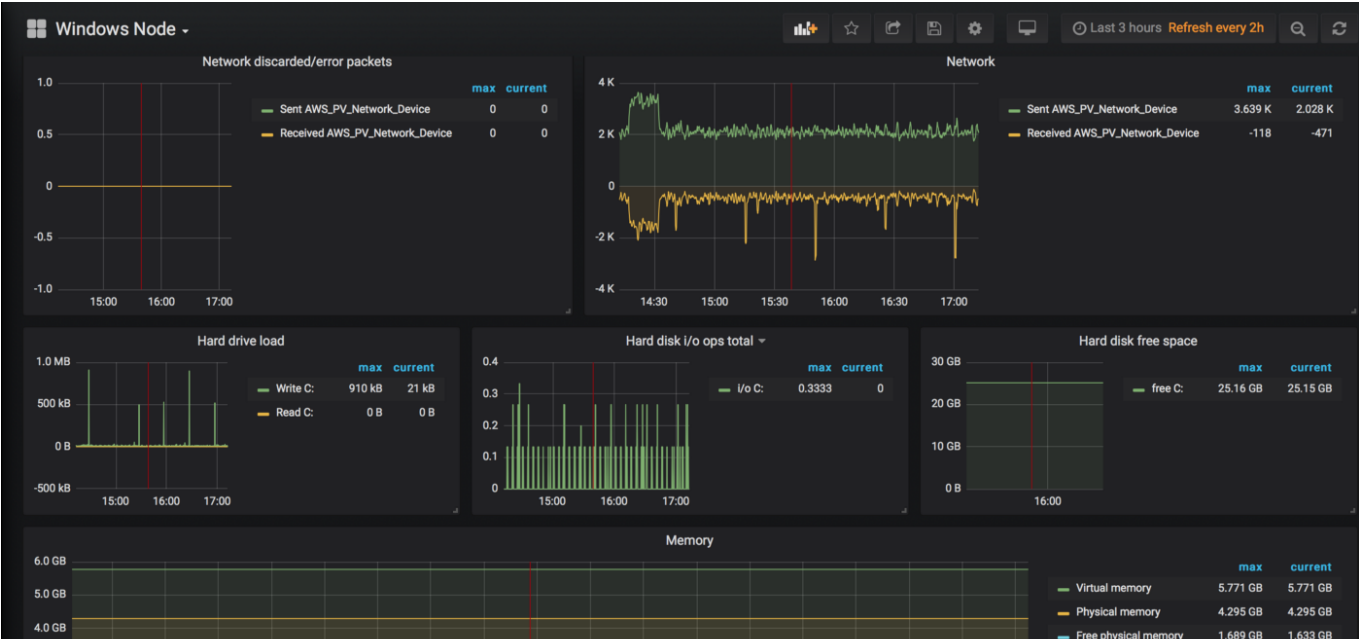 Windows Node
Last 3 hours Refresh every 2h
Network discarded/error packets
1.0
0.5
0
-0.5
-1.0
15:00 16:00 17:00
max current
Sent AWS_PV_Network_Device 0 0
Received AWS_PV_Network_Device 0 0
Network
4 K
2 K
0
-2 K
-4 K
14:30 15:00 15:30 16:00 16:30 17:00
max current
Sent AWS_PV_Network_Device 3.639 K 2.028 K
Received AWS_PV_Network_Device -118 -471
Hard drive load
1.0 MB
500 kB
0 B
-500 kB
15:00 16:00 17:00
max current
Write C: 910 kB 21 kB
Read C: 0 B 0 B
Hard disk i/o ops total
0.4
0.3
0.2
0.1
0
15:00 16:00 17:00
max current
i/o C: 0.3333 0
Hard disk free space
30 GB
20 GB
10 GB
0 B
16:00
max current
free C: 25.16 GB 25.15 GB
Memory
6.0 GB
5.0 GB
4.0 GB
max current
Virtual memory 5.771 GB 5.771 GB
Physical memory 4.295 GB 4.295 GB
Free physical memory 1.689 GB 1.633 GB